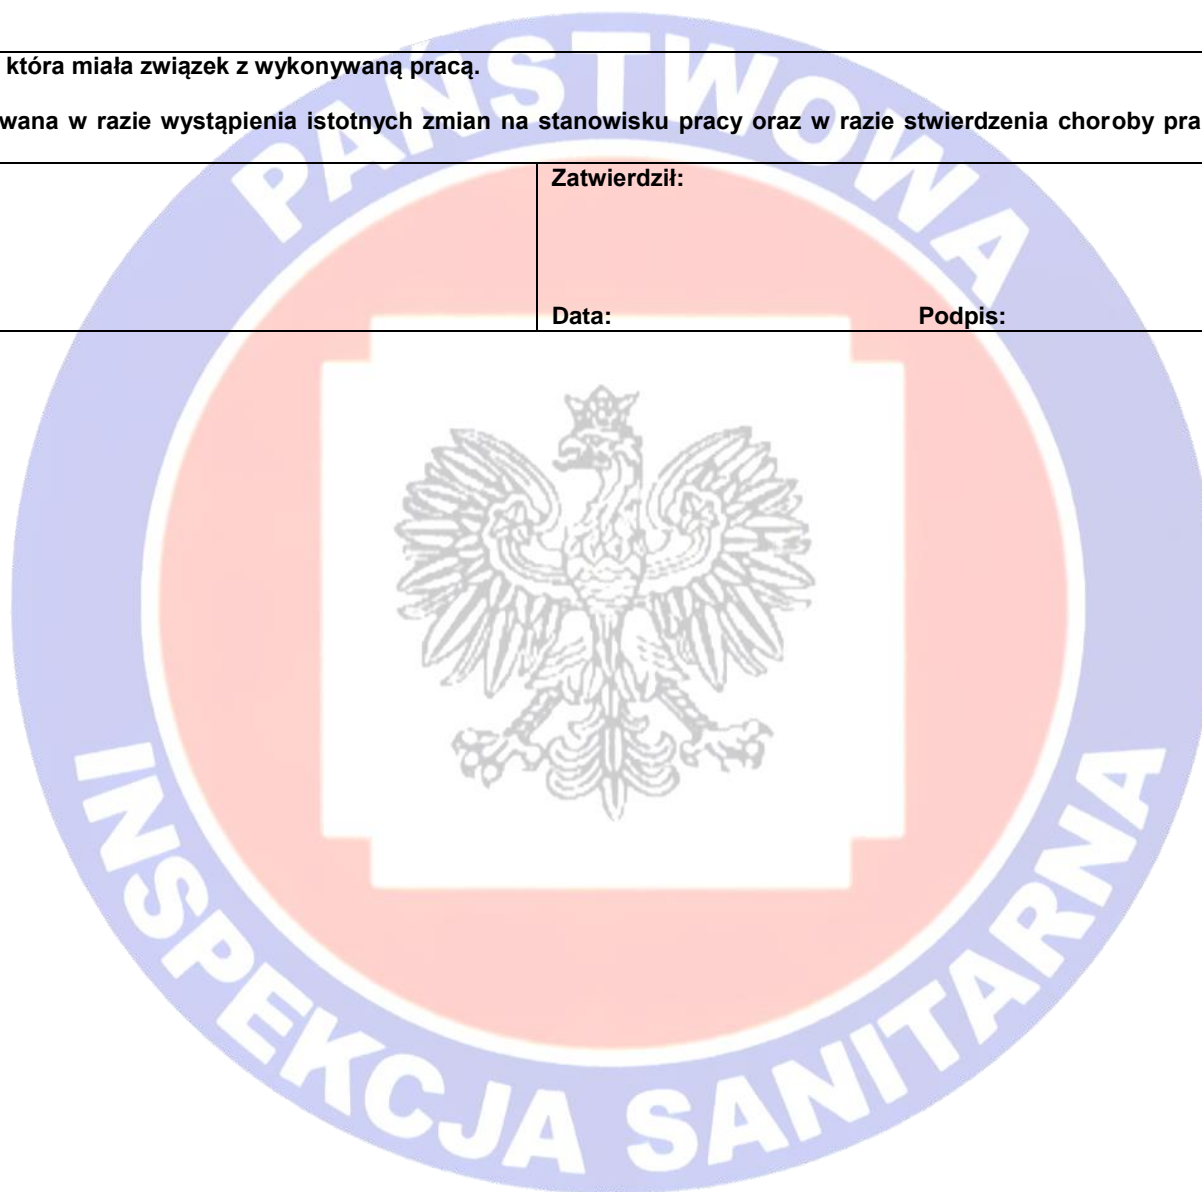 która miała związek z wykonywaną pracą.
wana w razie wystąpienia istotnych zmian na stanowisku pracy oraz w razie stwierdzenia choroby pra
Zatwierdził:
Data: Podpis:
PAŃSTWOWA
INSPEKCJA SANITARNA